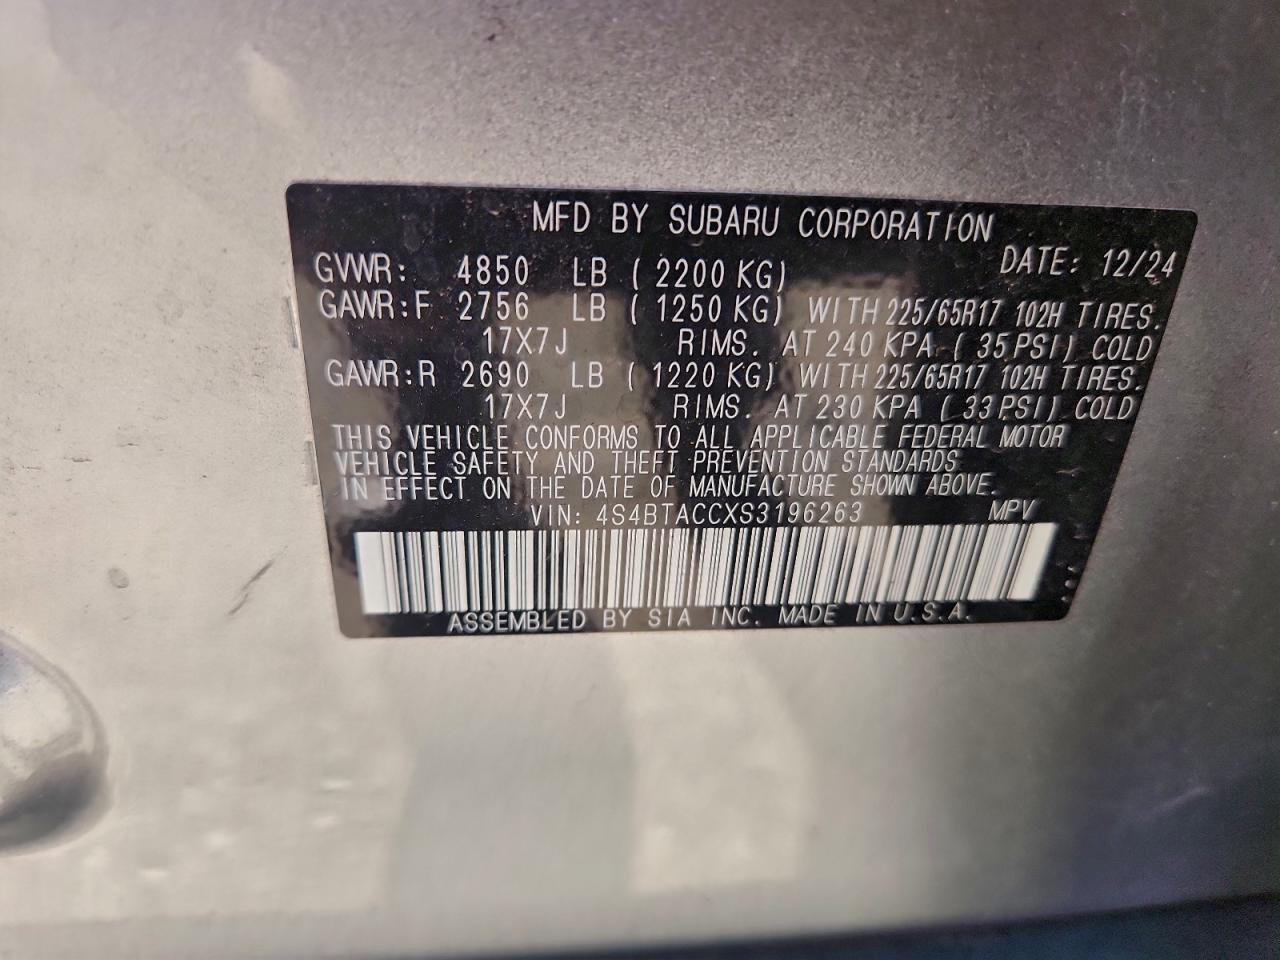 MFD BY SUBARU CORPORATION
GVWR: 4850 LB ( 2200 KG) DATE: 12/24
GAWR:F 2756 LB ( 1250 KG) WITH 225/65R17 102H TIRES.
17X7J RIMS. AT 240 KPA ( 35 PSI) COLD
GAWR:R 2690 LB ( 1220 KG) WITH 225/65R17 102H TIRES.
17X7J RIMS. AT 230 KPA ( 33 PSI) COLD
THIS VEHICLE CONFORMS TO ALL APPLICABLE FEDERAL MOTOR
VEHICLE SAFETY AND THEFT PREVENTION STANDARDS
IN EFFECT ON THE DATE OF MANUFACTURE SHOWN ABOVE.
VIN: 4S4BTACCXS3196263 MPV
ASSEMBLED BY SIA INC. MADE IN U.S.A.